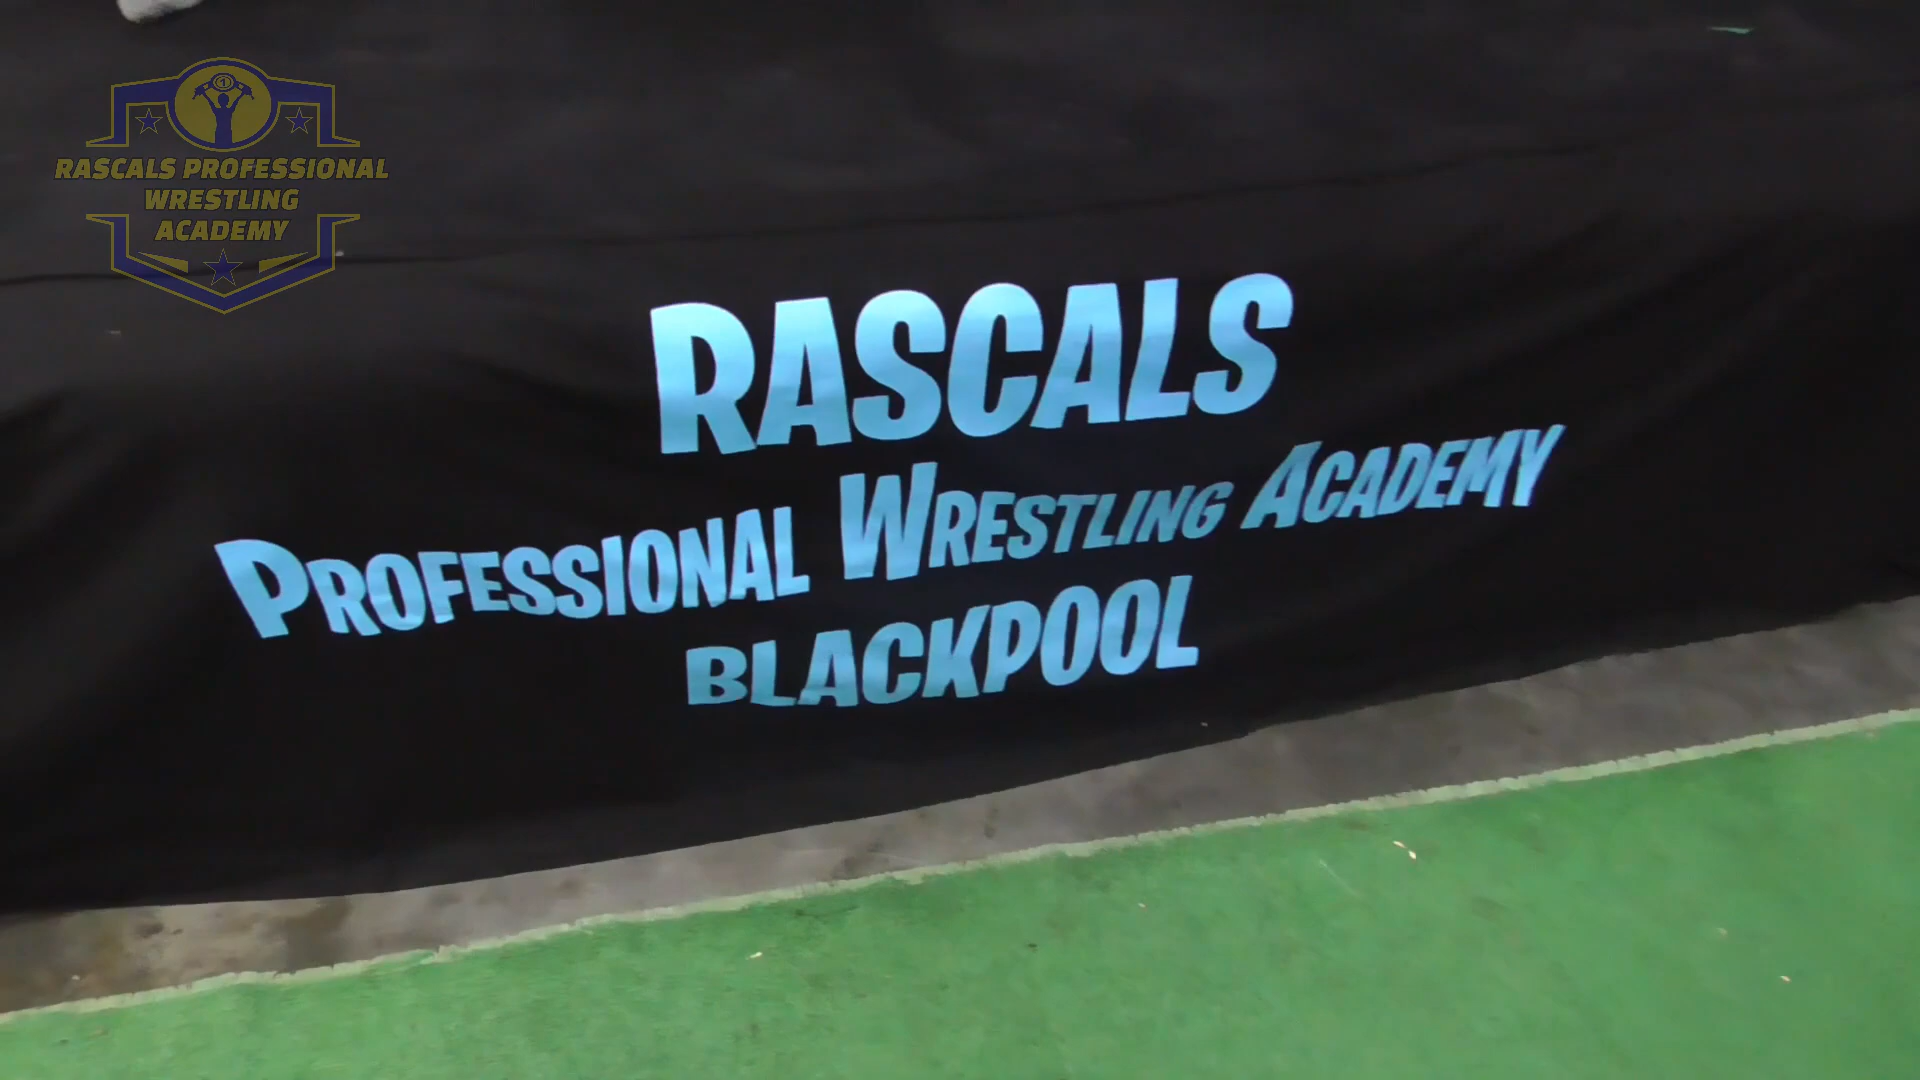 RASCALS PROFESSIONAL
WRESTLING
ACADEMY
RASCALS
PROFESSIONAL WRESTLING ACADEMY
BLACKPOOL